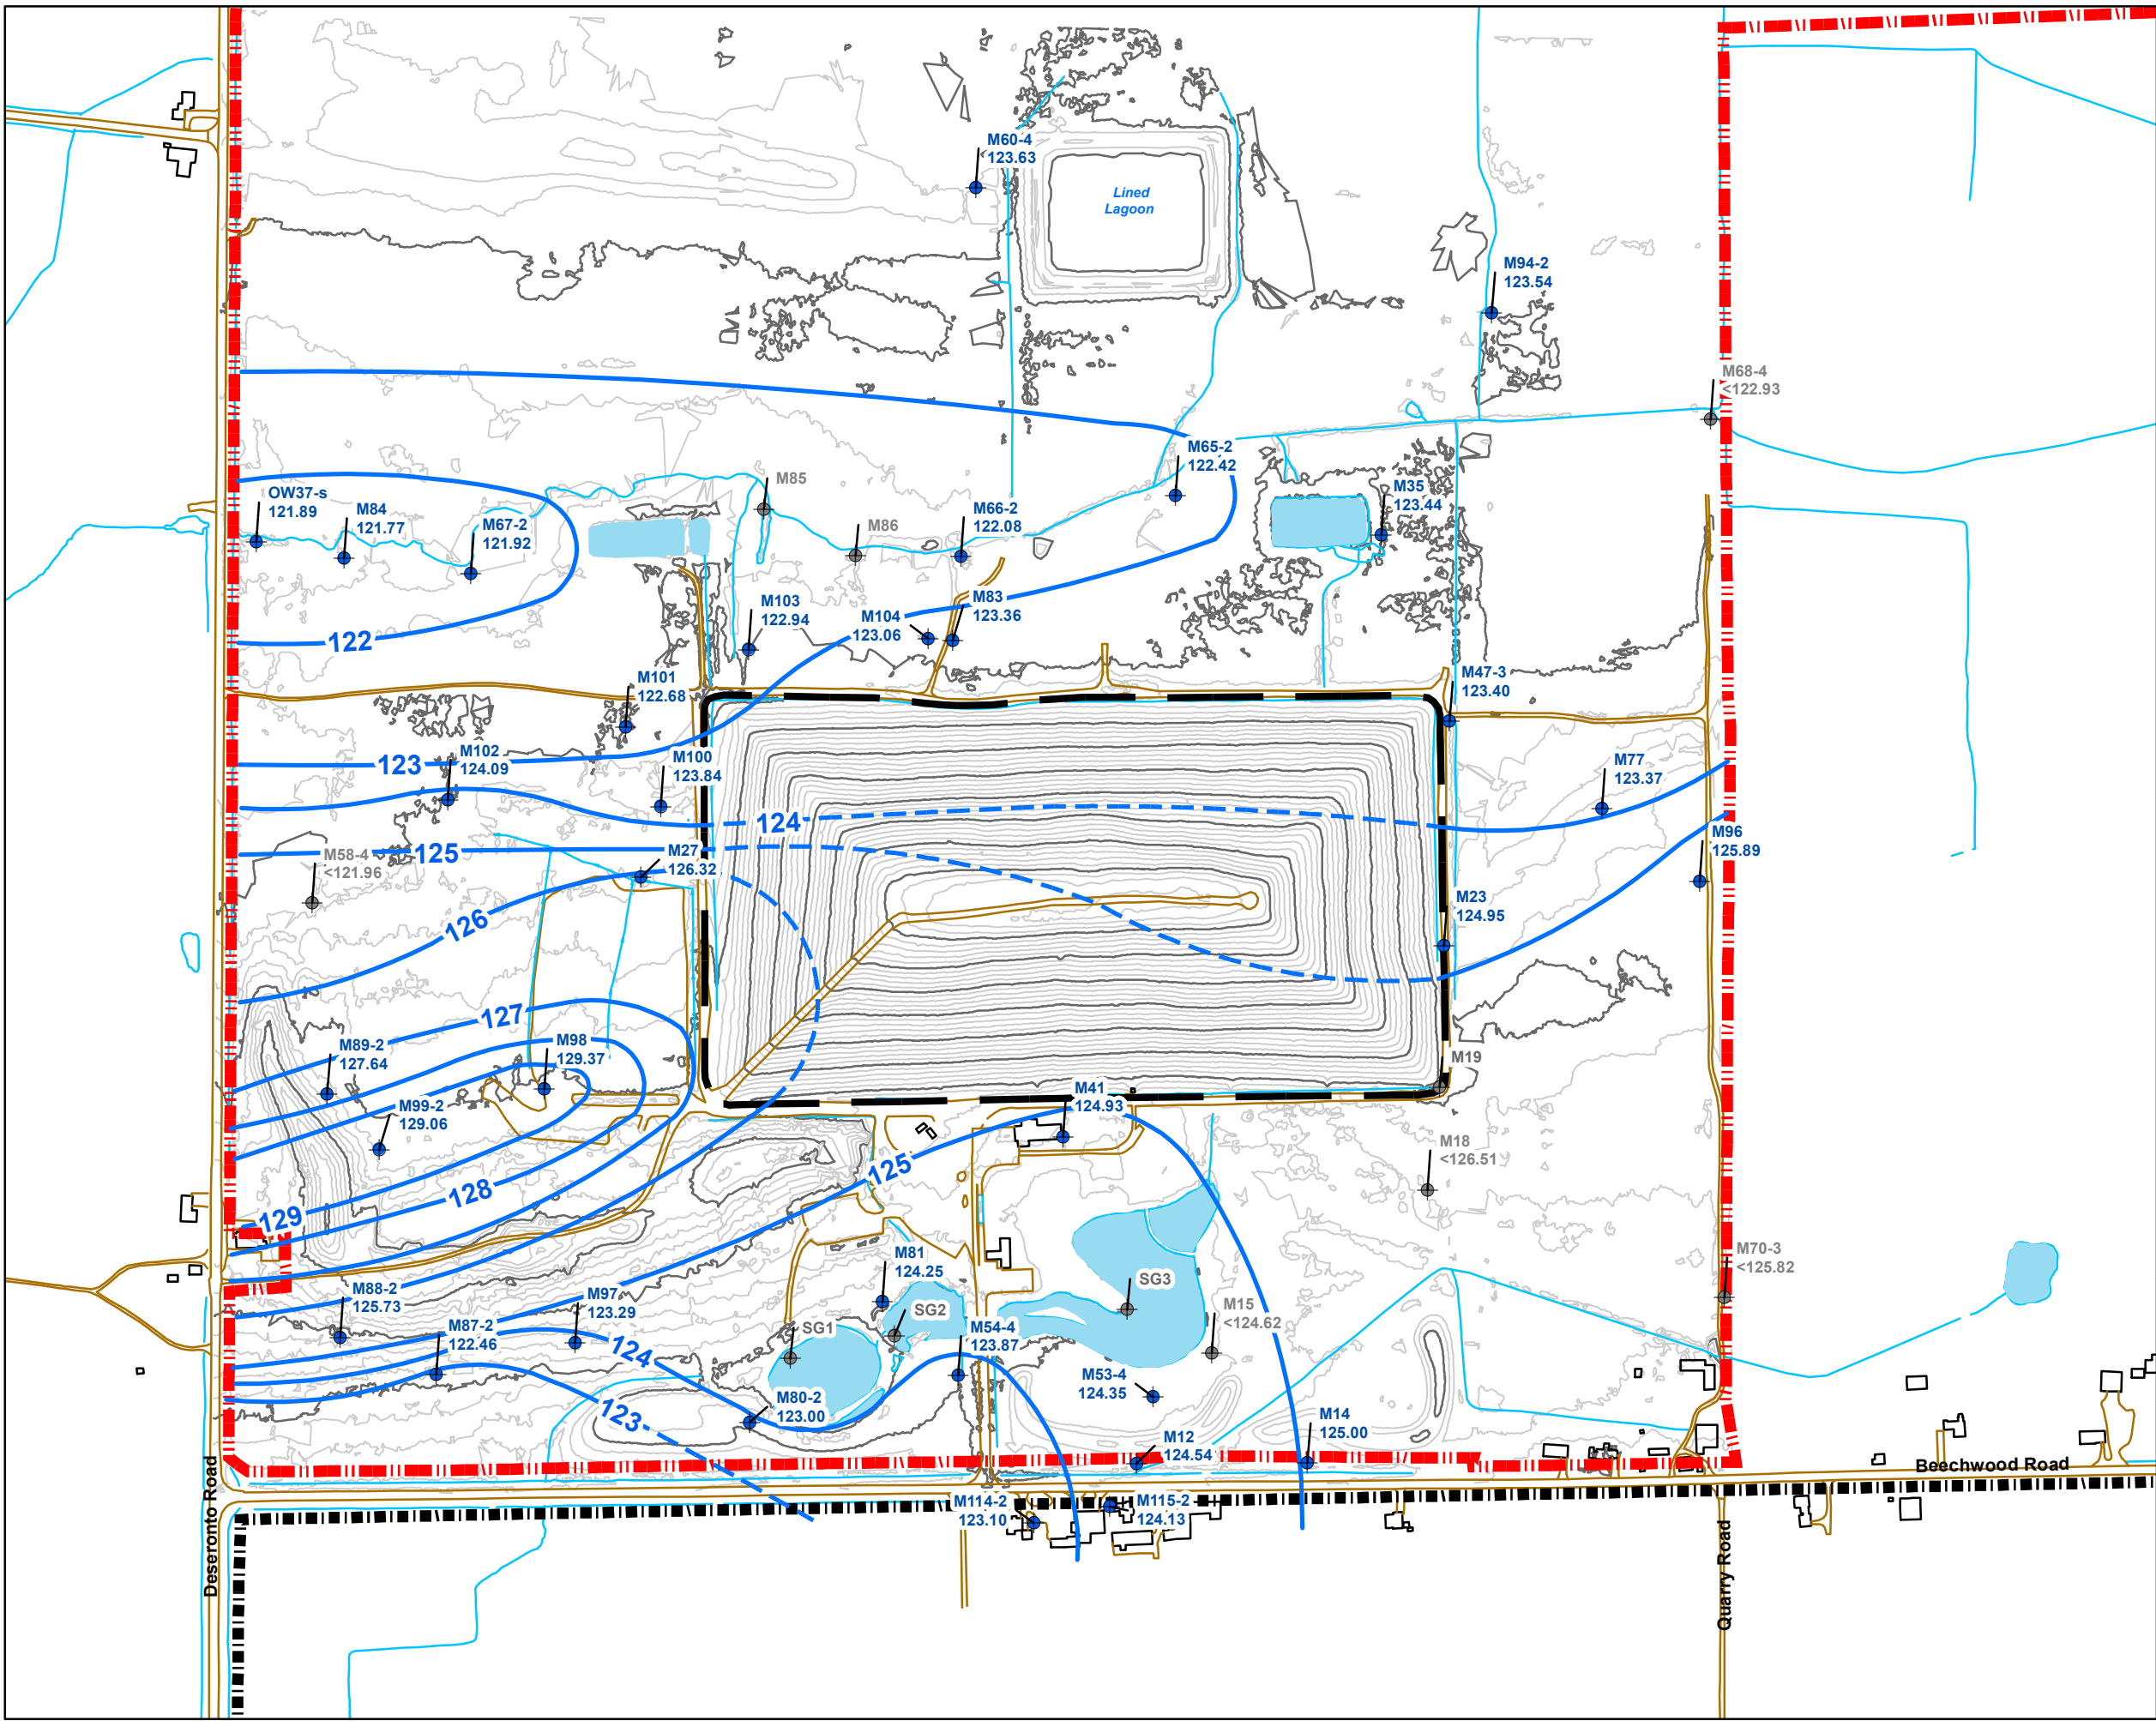 M60-4
123.63
Lined
Lagoon
M94-2
123.54
M68-4
<122.93
M65-2
122.42
OW37-s
121.89
M84
121.77
M67-2
121.92
M85
M86
M66-2
122.08
M35
123.44
122
M103
122.94
M104
123.06
M83
123.36
M101
122.68
M47-3
123.40
123
M102
124.09
M100
123.84
M77
123.37
124
125
M58-4
<121.96
M27
126.32
M96
125.89
126
M23
124.95
127
M89-2
127.64
M98
129.37
M99-2
129.06
M19
M41
124.93
M18
<126.51
125
128
129
M81
124.25
SG3
M70-3
<125.82
M88-2
125.73
M97
123.29
M87-2
122.46
SG1
SG2
M15
<124.62
M54-4
123.87
124
M53-4
124.35
M80-2
123.00
123
M12
124.54
M14
125.00
Beechwood Road
M114-2
123.10
M115-2
124.13
Deseronto Road
Quarry Road